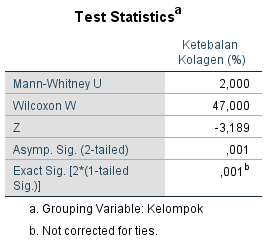 Test Statisticsa
Ketebalan
Kolagen (%)
Mann-Whitney U 2,000
Wilcoxon W 47,000
Z -3,189
Asymp. Sig. (2-tailed) ,001
Exact Sig. [2*(1-tailed ,001b
Sig.)]
a. Grouping Variable: Kelompok
b. Not corrected for ties.